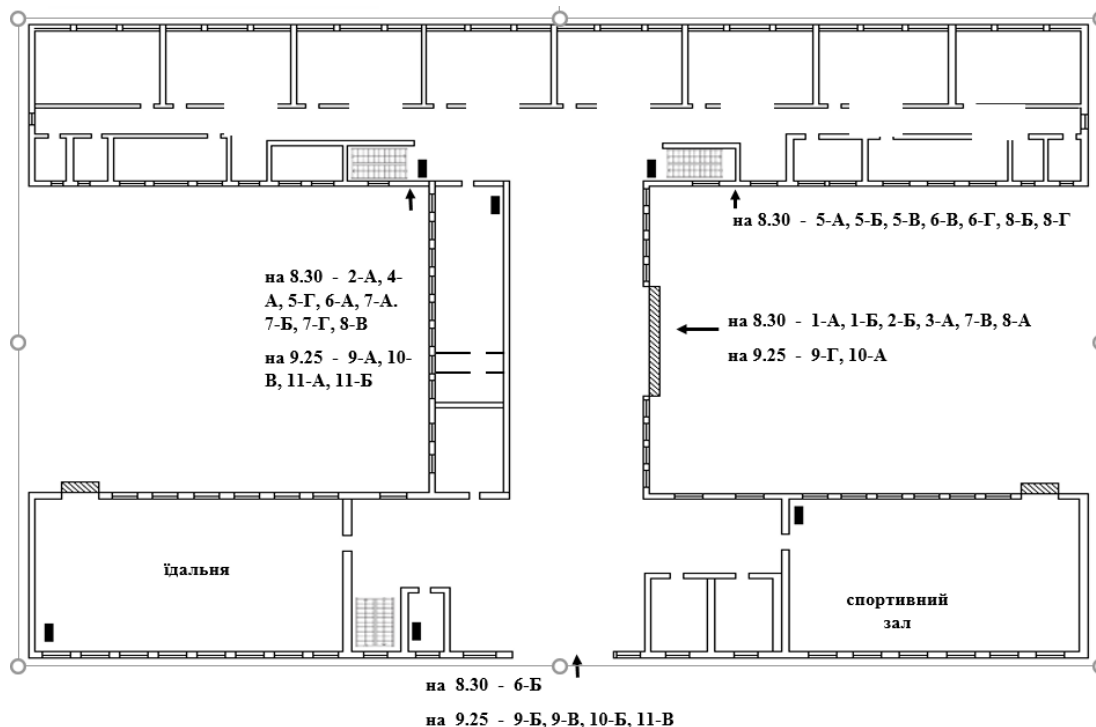 на 8.30 - 5-А, 5-Б, 5-В, 6-В, 6-Г, 8-Б, 8-Г
на 8.30 - 2-А, 4-
А, 5-Г, 6-А, 7-А.
7-Б, 7-Г, 8-В
на 9.25 - 9-А, 10-
В, 11-А, 11-Б
на 8.30 - 1-А, 1-Б, 2-Б, 3-А, 7-В, 8-А
на 9.25 - 9-Г, 10-А
їдальня
спортивний
зал
на 8.30 - 6-Б
на 9.25 - 9-Б, 9-В, 10-Б, 11-В